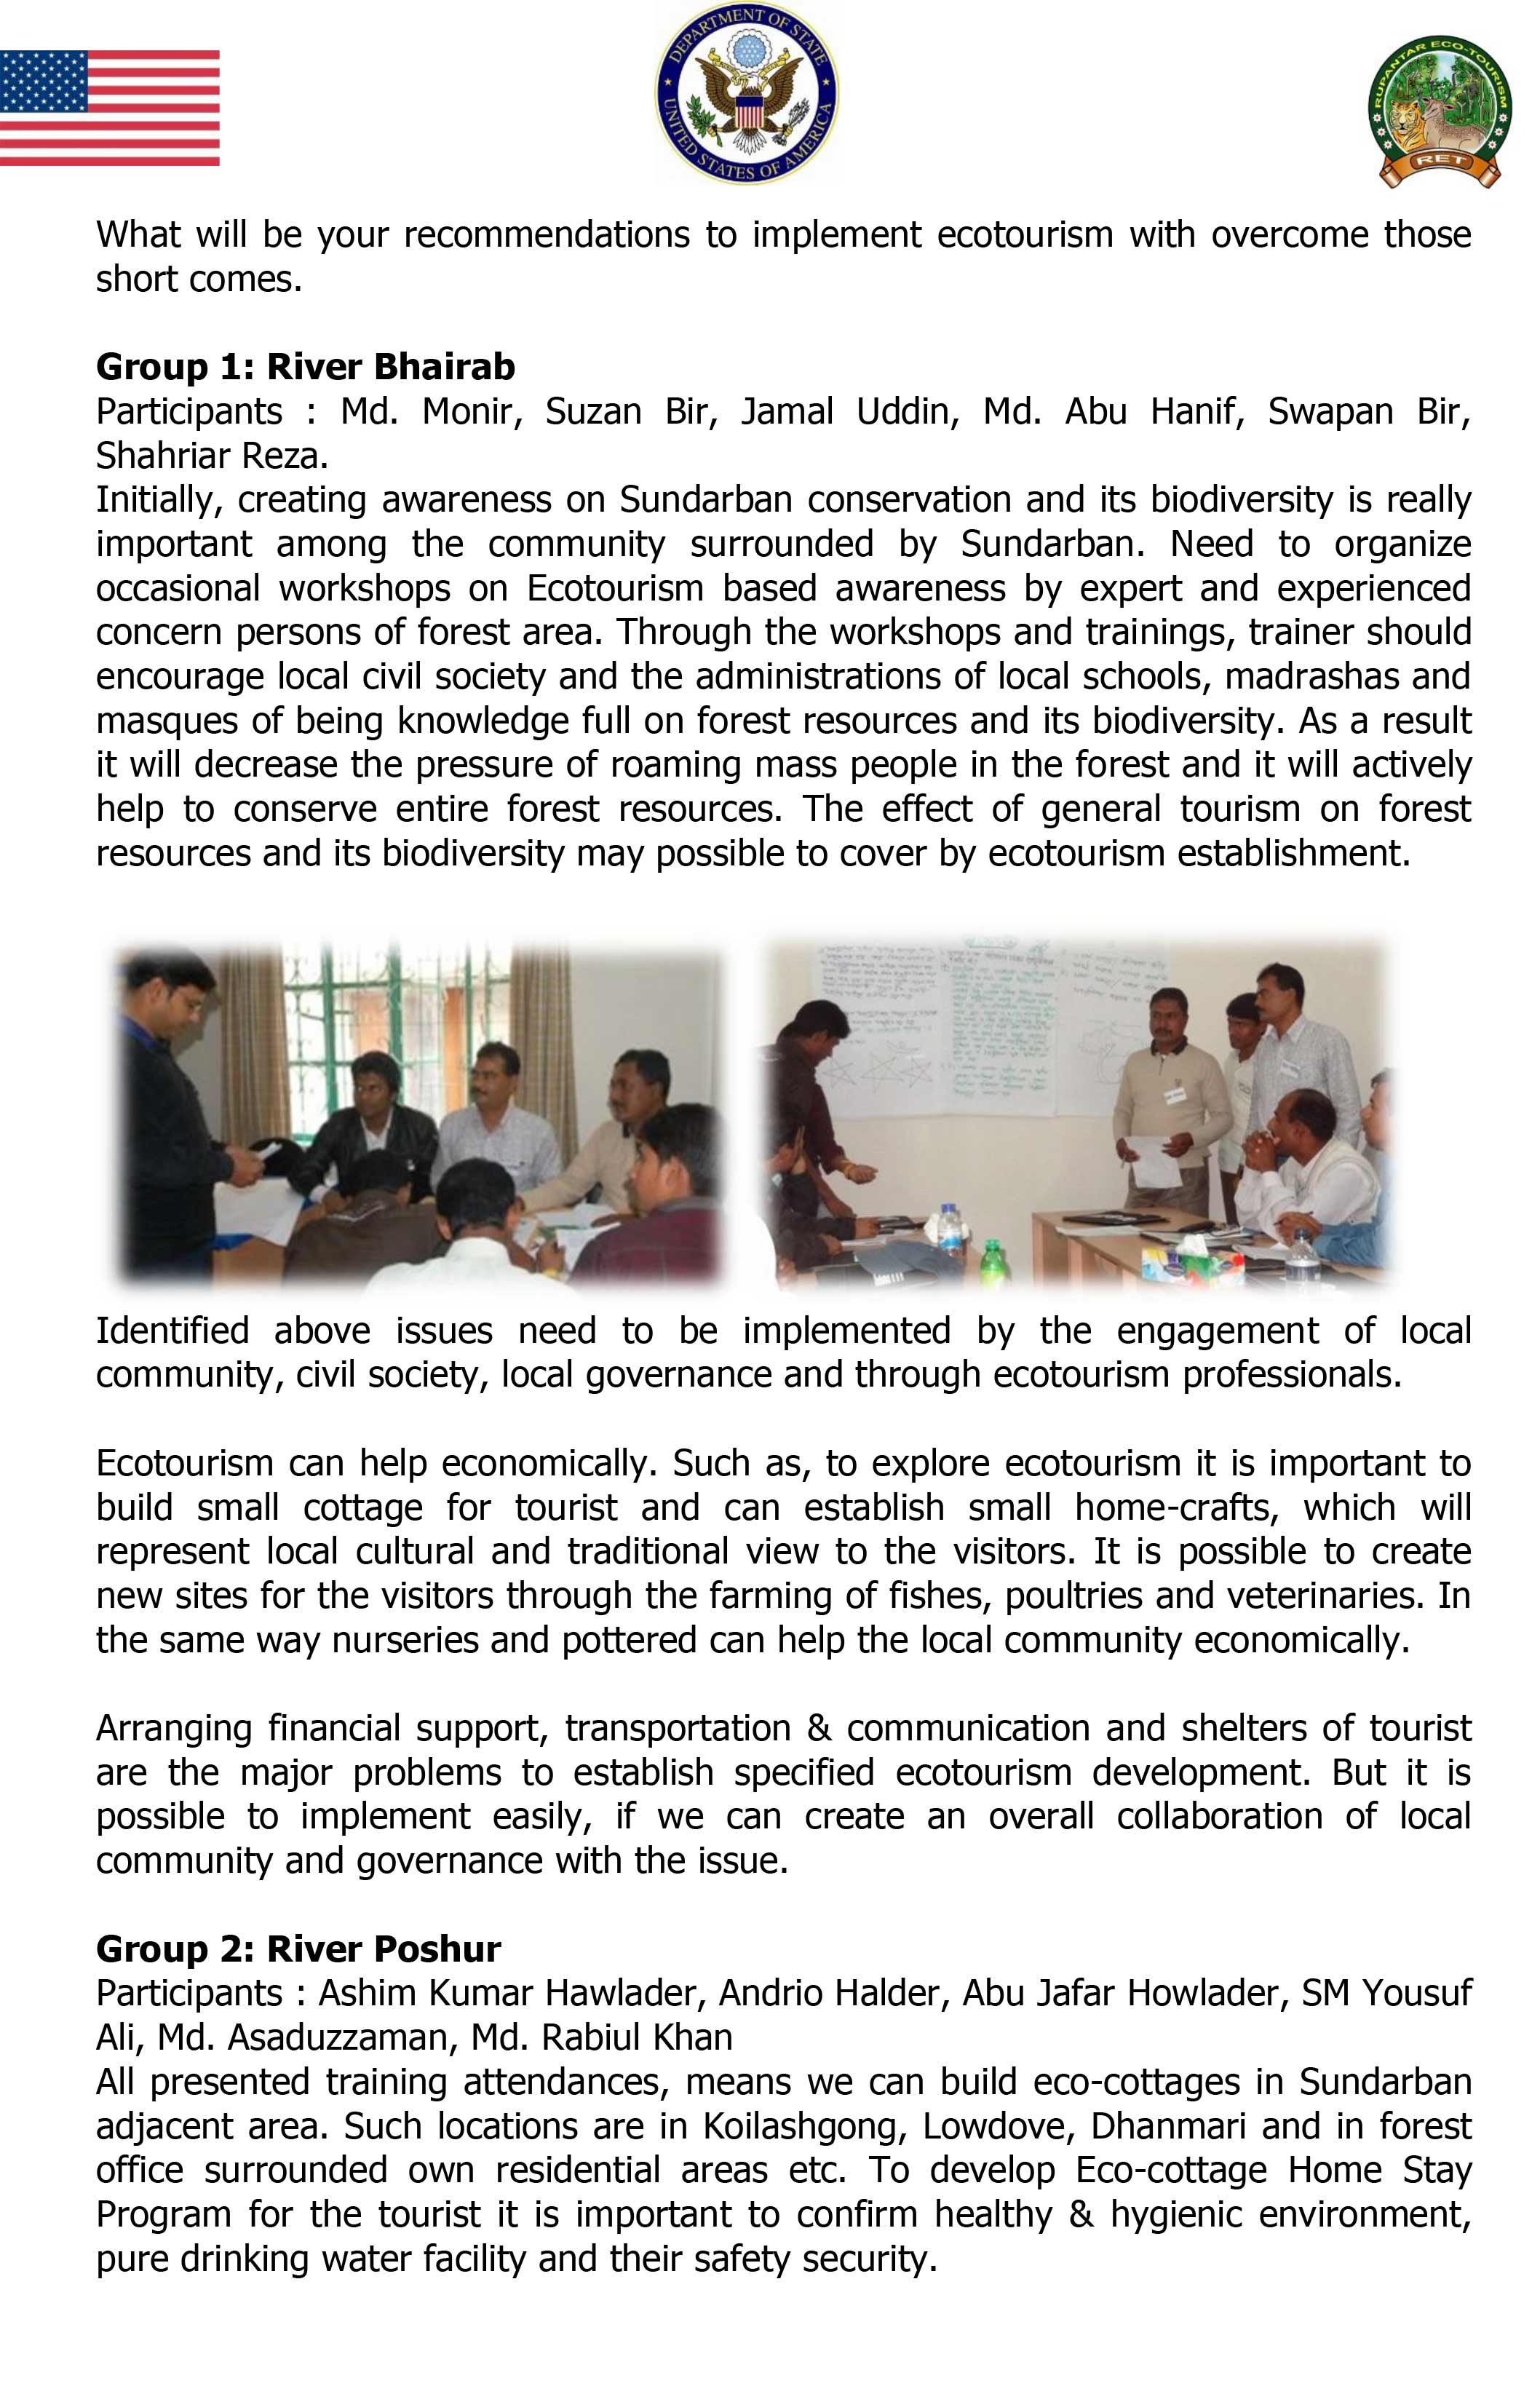 DEPARTMENT OF STATE
UNITED STATES OF AMERICA
RUPANTAR ECO-TOURISM
RET
What will be your recommendations to implement ecotourism with overcome those
short comes.
Group 1: River Bhairab
Participants : Md. Monir, Suzan Bir, Jamal Uddin, Md. Abu Hanif, Swapan Bir,
Shahriar Reza.
Initially, creating awareness on Sundarban conservation and its biodiversity is really
important among the community surrounded by Sundarban. Need to organize
occasional workshops on Ecotourism based awareness by expert and experienced
concern persons of forest area. Through the workshops and trainings, trainer should
encourage local civil society and the administrations of local schools, madrashas and
masques of being knowledge full on forest resources and its biodiversity. As a result
it will decrease the pressure of roaming mass people in the forest and it will actively
help to conserve entire forest resources. The effect of general tourism on forest
resources and its biodiversity may possible to cover by ecotourism establishment.
Identified above issues need to be implemented by the engagement of local
community, civil society, local governance and through ecotourism professionals.
Ecotourism can help economically. Such as, to explore ecotourism it is important to
build small cottage for tourist and can establish small home-crafts, which will
represent local cultural and traditional view to the visitors. It is possible to create
new sites for the visitors through the farming of fishes, poultries and veterinaries. In
the same way nurseries and pottered can help the local community economically.
Arranging financial support, transportation & communication and shelters of tourist
are the major problems to establish specified ecotourism development. But it is
possible to implement easily, if we can create an overall collaboration of local
community and governance with the issue.
Group 2: River Poshur
Participants : Ashim Kumar Hawlader, Andrio Halder, Abu Jafar Howlader, SM Yousuf
Ali, Md. Asaduzzaman, Md. Rabiul Khan
All presented training attendances, means we can build eco-cottages in Sundarban
adjacent area. Such locations are in Koilashgong, Lowdove, Dhanmari and in forest
office surrounded own residential areas etc. To develop Eco-cottage Home Stay
Program for the tourist it is important to confirm healthy & hygienic environment,
pure drinking water facility and their safety security.